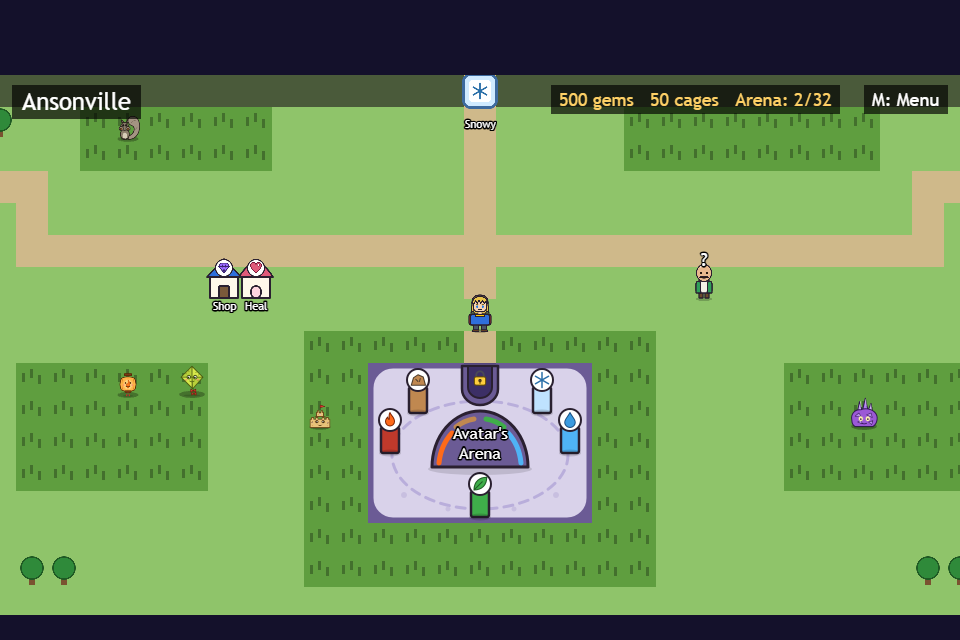 Ansonville
500 gems 50 cages Arena: 2/32
M: Menu
Snowy
?
Shop
Heal
Avatar's
Arena